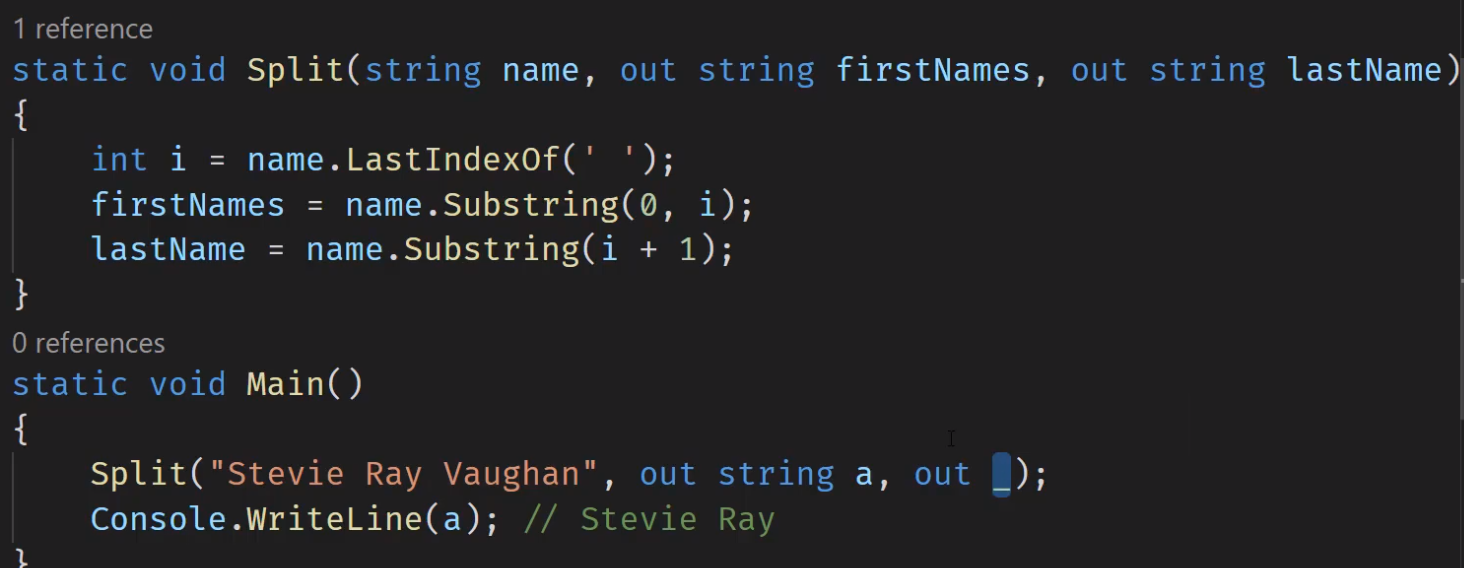 1 reference
static void Split(string name, out string firstNames, out string lastName)
{
    int i = name.LastIndexOf(' ');
    firstNames = name.Substring(0, i);
    lastName = name.Substring(i + 1);
}
0 references
static void Main()
{
    Split("Stevie Ray Vaughan", out string a, out _);
    Console.WriteLine(a); // Stevie Ray
}